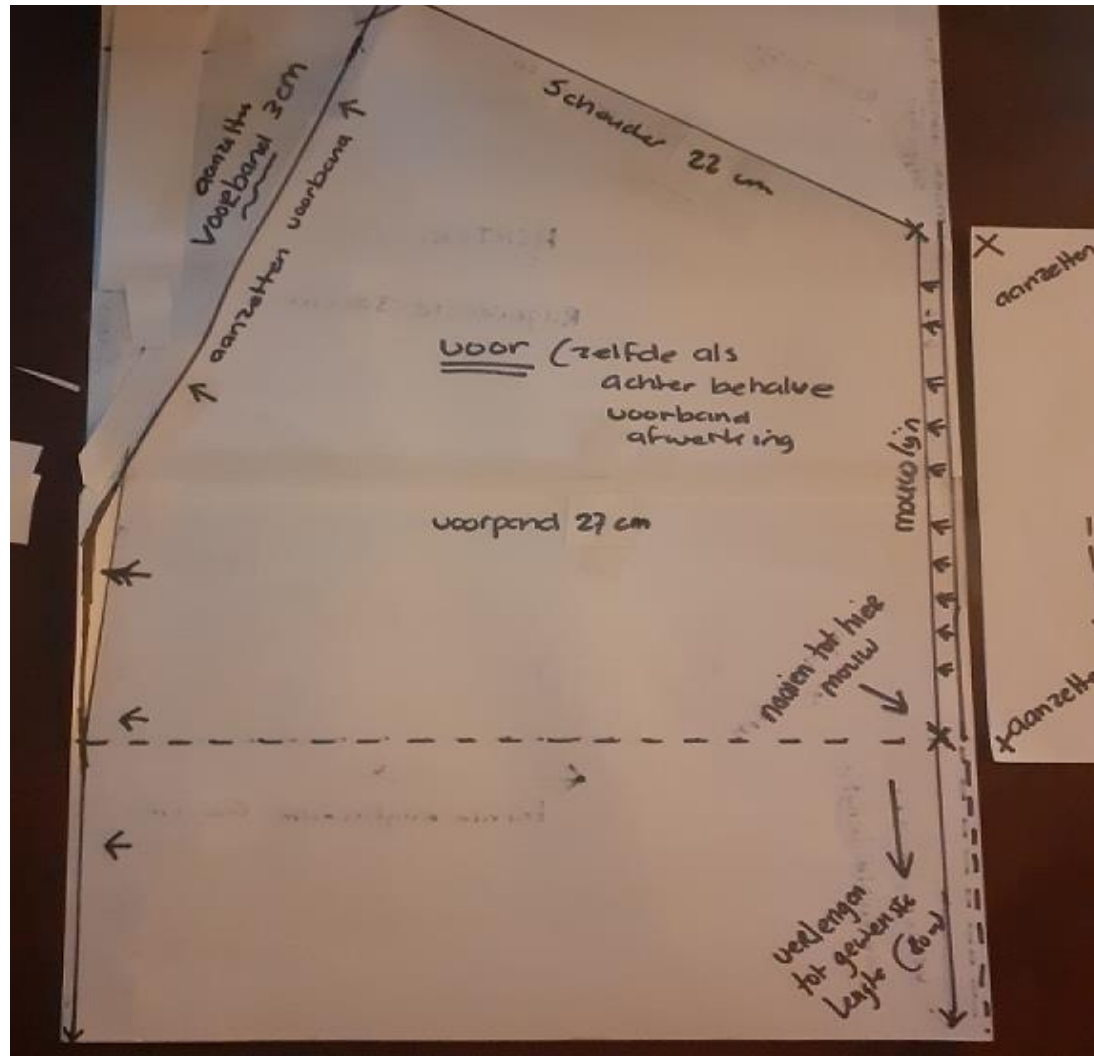 aanzetten
voorband 3cm
aanzetten voorband
Schouder 22 cm
voor (zelfde als
achter behalve
voorband
afwerking
mouwlijn
voorpand 27 cm
naaien tot hier
mouw
verlengen
tot gewenste
lengte
aanzetten
aanzetten